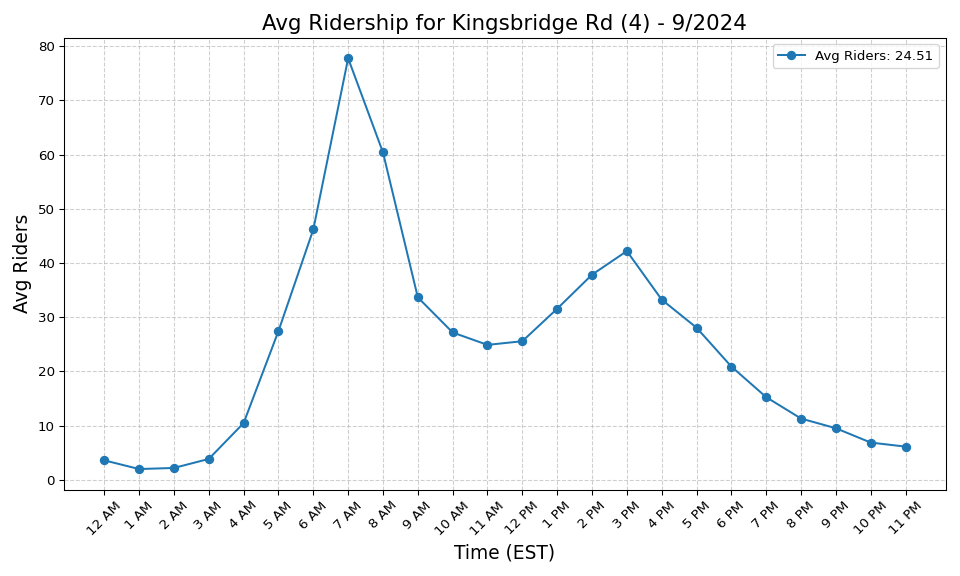 Avg Ridership for Kingsbridge Rd (4) - 9/2024
Avg Riders: 24.51
Avg Riders
80
70
60
50
40
30
20
10
0
12 AM
1 AM
2 AM
3 AM
4 AM
5 AM
6 AM
7 AM
8 AM
9 AM
10 AM
11 AM
12 PM
1 PM
2 PM
3 PM
4 PM
5 PM
6 PM
7 PM
8 PM
9 PM
10 PM
11 PM
Time (EST)